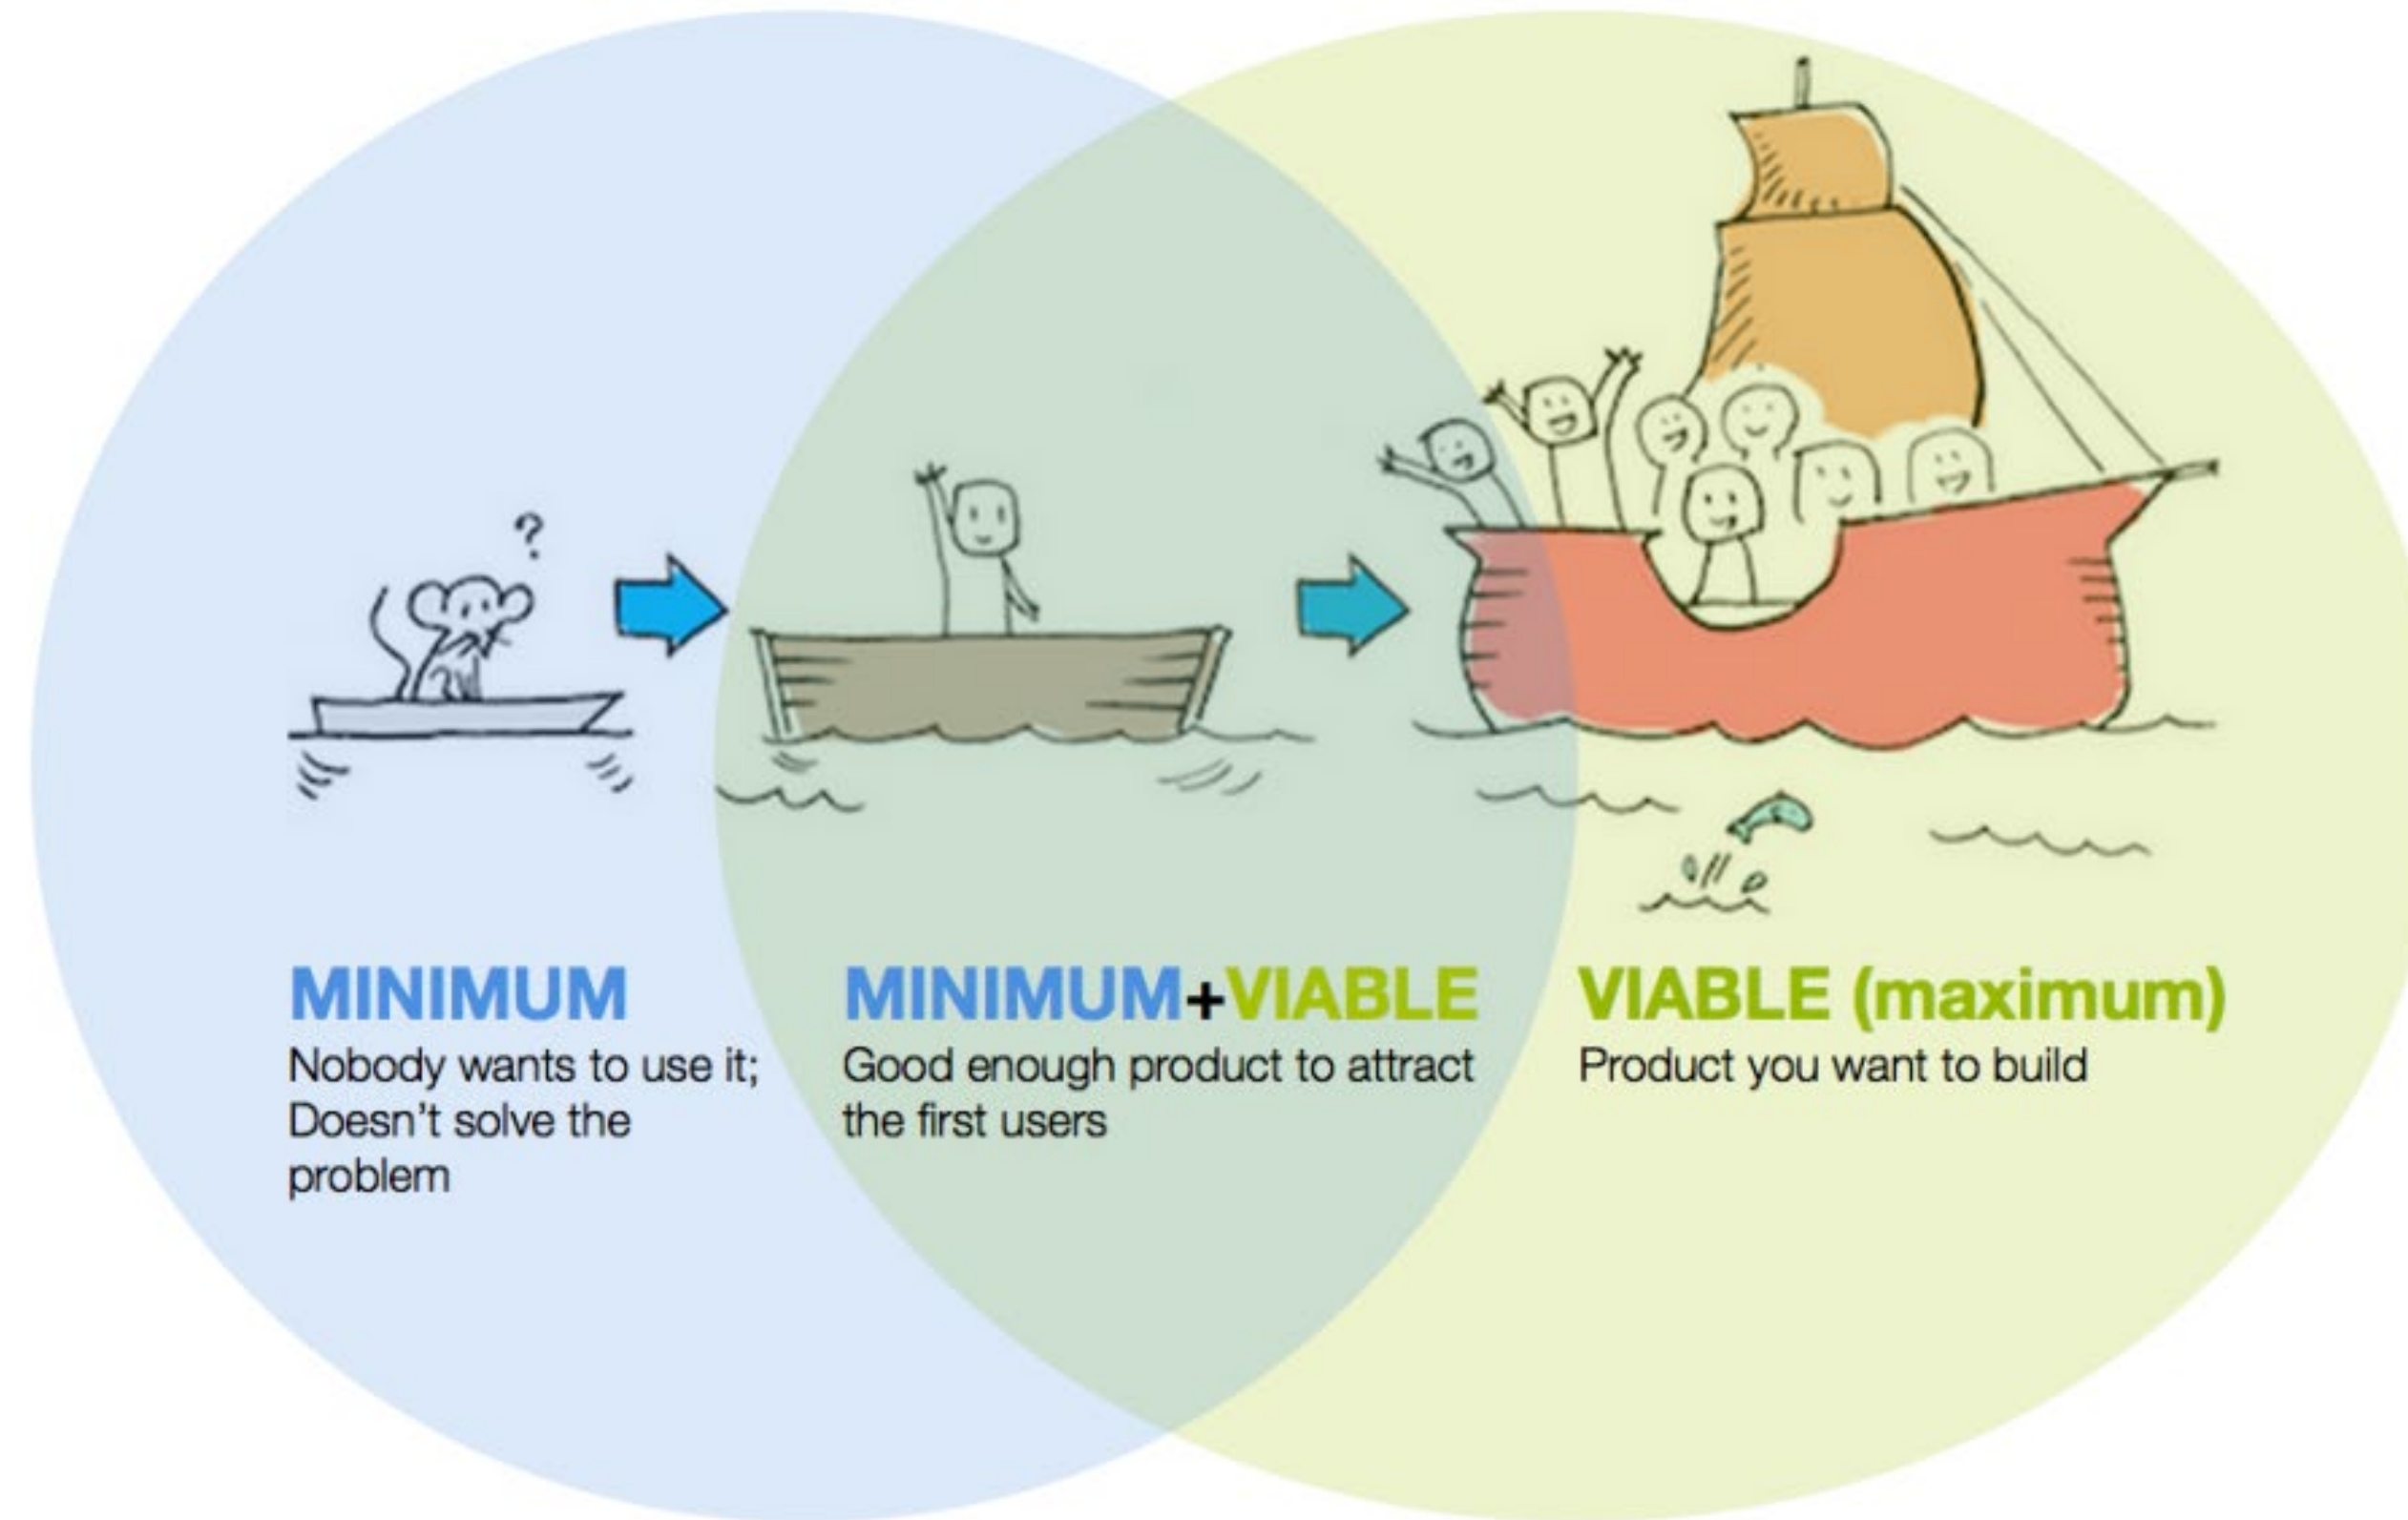 ?
MINIMUM
Nobody wants to use it;
Doesn't solve the
problem
MINIMUM+VIABLE
Good enough product to attract
the first users
VIABLE (maximum)
Product you want to build